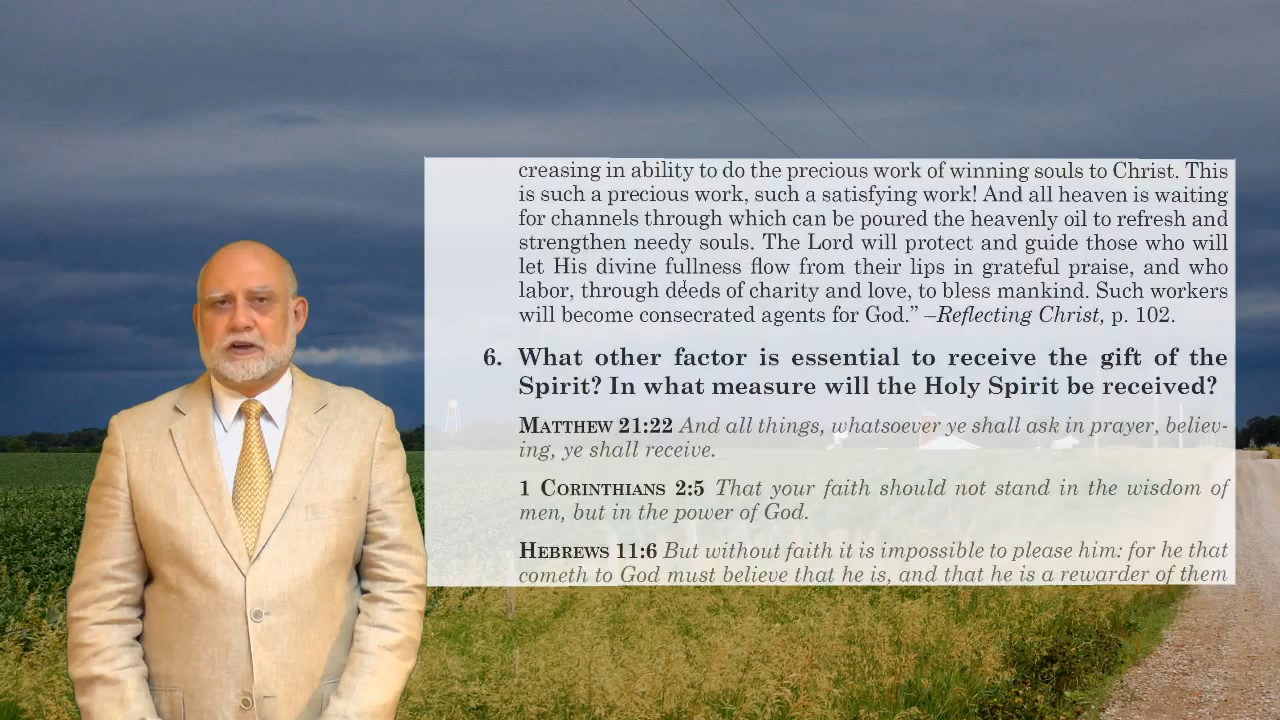 creasing in ability to do the precious work of winning souls to Christ. This
is such a precious work, such a satisfying work! And all heaven is waiting
for channels through which can be poured the heavenly oil to refresh and
strengthen needy souls. The Lord will protect and guide those who will
let His divine fullness flow from their lips in grateful praise, and who
labor, through deeds of charity and love, to bless mankind. Such workers
will become consecrated agents for God.” –Reflecting Christ, p. 102.
6. What other factor is essential to receive the gift of the
Spirit? In what measure will the Holy Spirit be received?
MATTHEW 21:22 And all things, whatsoever ye shall ask in prayer, believ-
ing, ye shall receive.
1 CORINTHIANS 2:5 That your faith should not stand in the wisdom of
men, but in the power of God.
HEBREWS 11:6 But without faith it is impossible to please him: for he that
cometh to God must believe that he is, and that he is a rewarder of them